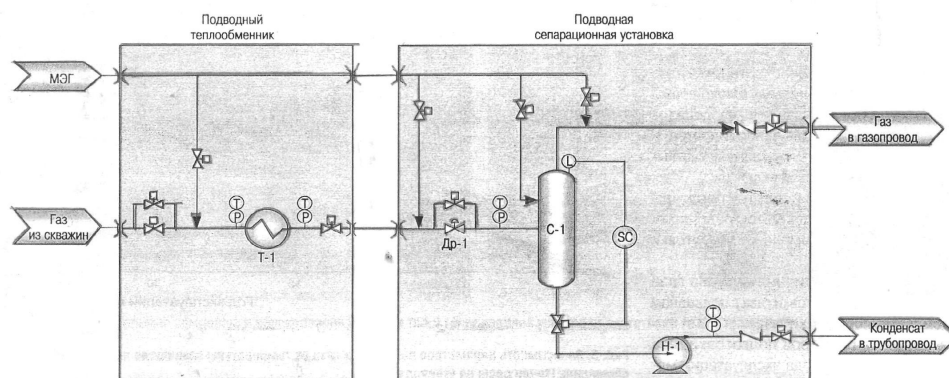 Подводный
теплообменник
Подводная
сепарационная установка
МЭГ
Газ
в газопровод
L
Газ
из скважин
T
P
T
P
T-1
T
P
Др-1
C-1
SC
T
P
H-1
Конденсат
в трубопровод